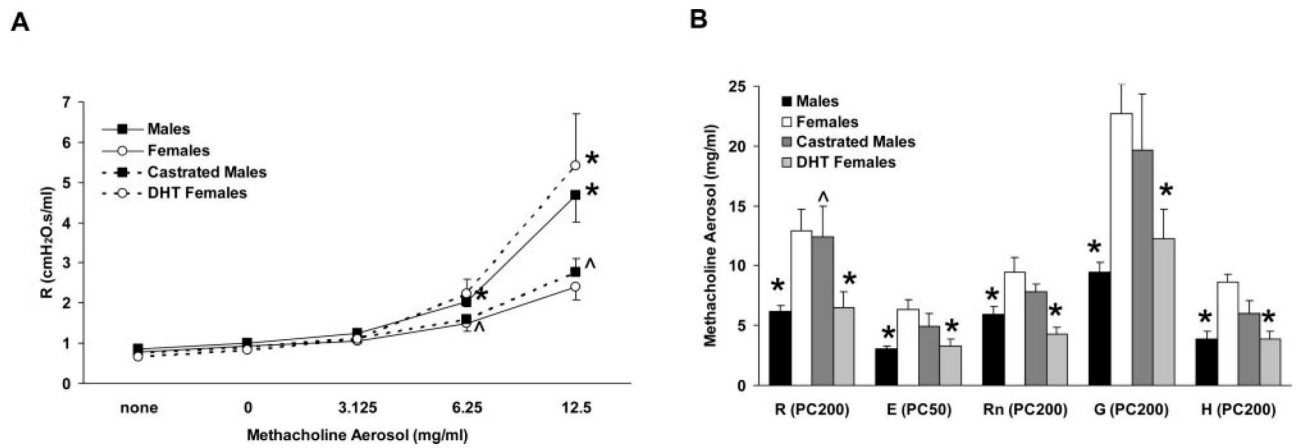 A
7
6
5
4
3
2
1
0
R (cmH₂O.s/ml)
Males
Females
Castrated Males
DHT Females
*
*
^
*
^
none 0 3.125 6.25 12.5
Methacholine Aerosol (mg/ml)
B
25
20
15
10
5
0
Methacholine Aerosol (mg/ml)
Males
Females
Castrated Males
DHT Females
* ^ *
* *
* *
* *
* *
R (PC200) E (PC50) Rn (PC200) G (PC200) H (PC200)